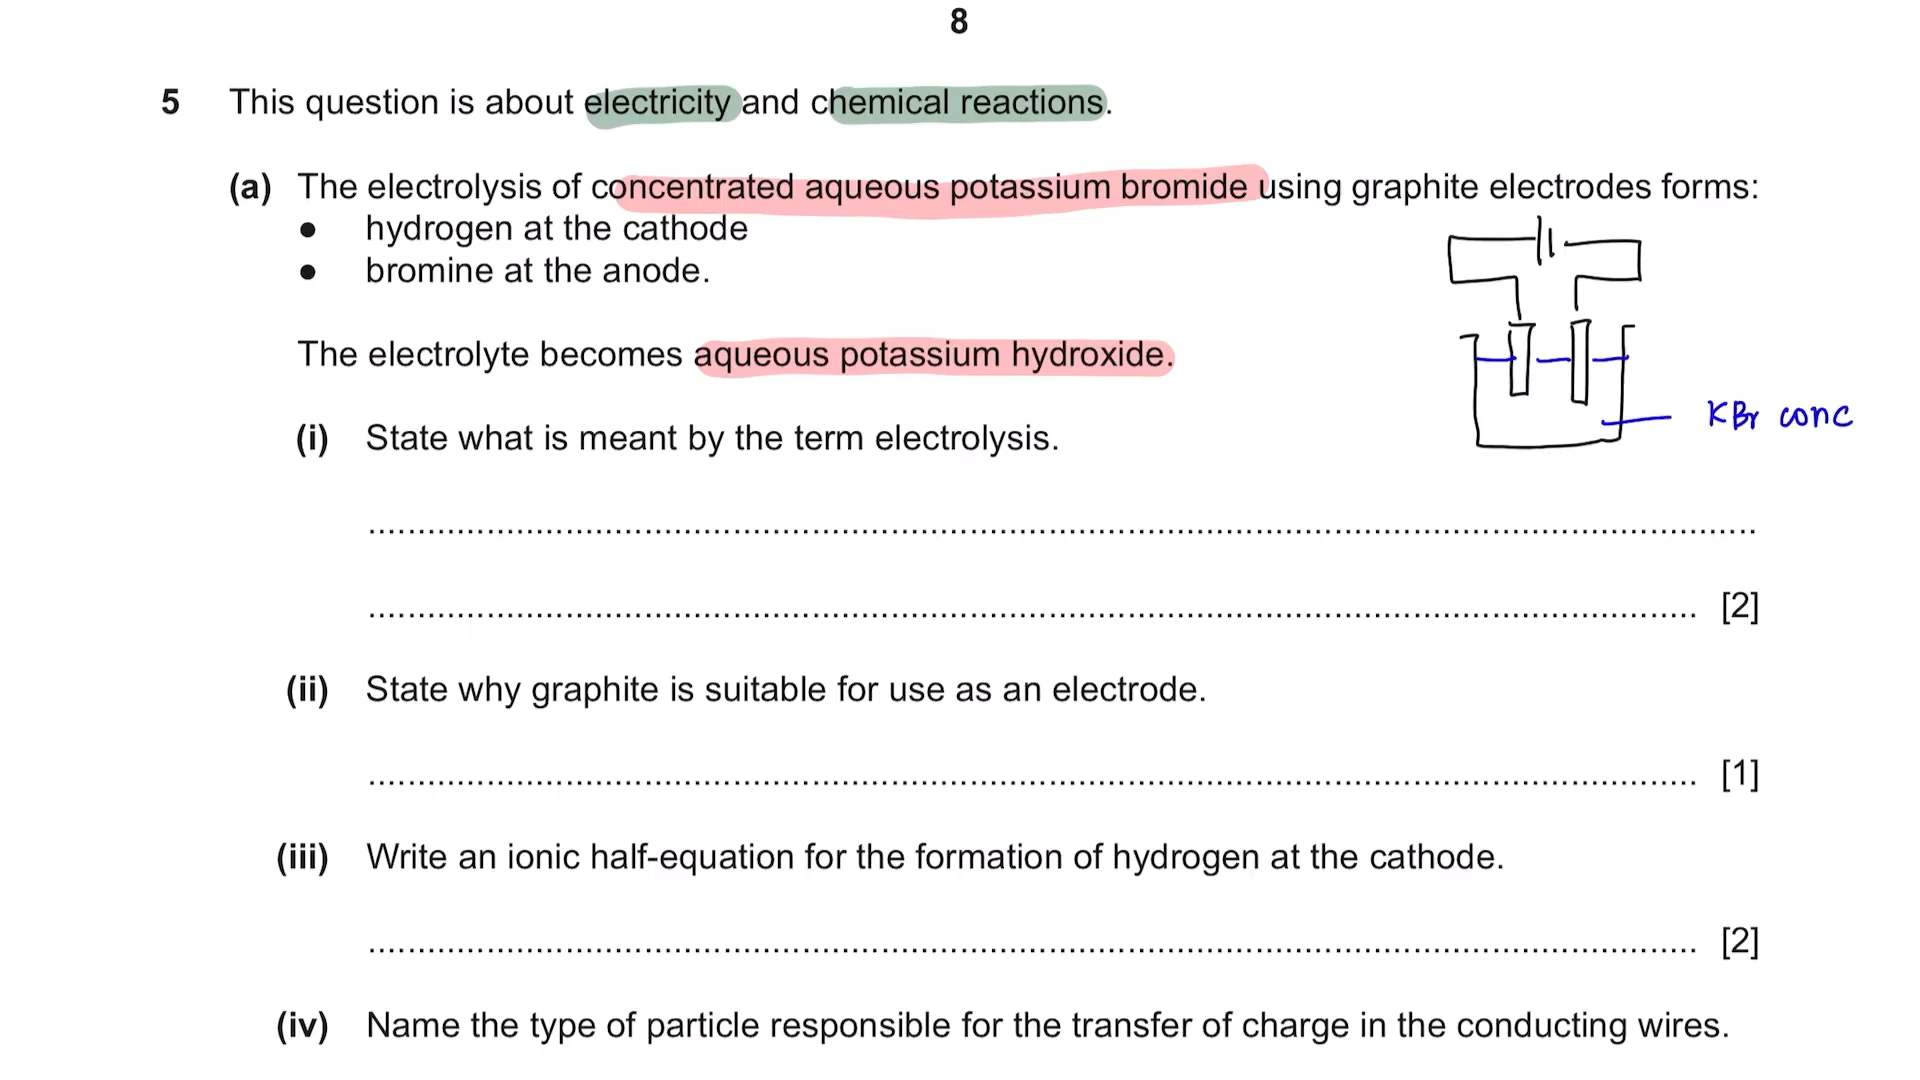 8
5 This question is about electricity and chemical reactions.
(a) The electrolysis of concentrated aqueous potassium bromide using graphite electrodes forms:
● hydrogen at the cathode
● bromine at the anode.
The electrolyte becomes aqueous potassium hydroxide.
KBr conc
(i) State what is meant by the term electrolysis.
....................................................................................................
.................................................................................................... [2]
(ii) State why graphite is suitable for use as an electrode.
.................................................................................................... [1]
(iii) Write an ionic half-equation for the formation of hydrogen at the cathode.
.................................................................................................... [2]
(iv) Name the type of particle responsible for the transfer of charge in the conducting wires.